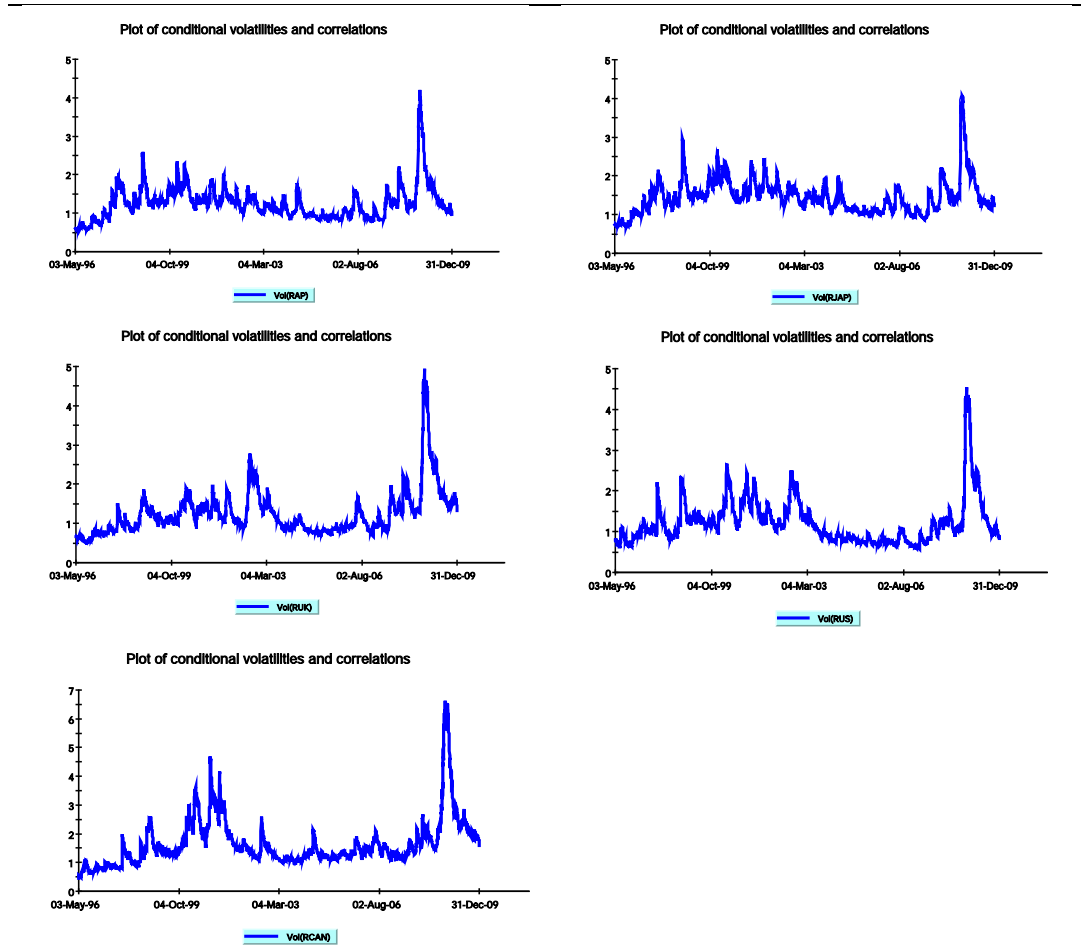 Plot of conditional volatilities and correlations
5
4
3
2
1
0
03-May-96 04-Oct-99 04-Mar-03 02-Aug-06 31-Dec-09
Vol(RAP)
Plot of conditional volatilities and correlations
5
4
3
2
1
0
03-May-96 04-Oct-99 04-Mar-03 02-Aug-06 31-Dec-09
Vol(RJAP)
Plot of conditional volatilities and correlations
5
4
3
2
1
0
03-May-96 04-Oct-99 04-Mar-03 02-Aug-06 31-Dec-09
Vol(RUK)
Plot of conditional volatilities and correlations
5
4
3
2
1
0
03-May-96 04-Oct-99 04-Mar-03 02-Aug-06 31-Dec-09
Vol(RUS)
Plot of conditional volatilities and correlations
7
6
5
4
3
2
1
0
03-May-96 04-Oct-99 04-Mar-03 02-Aug-06 31-Dec-09
Vol(RCAN)